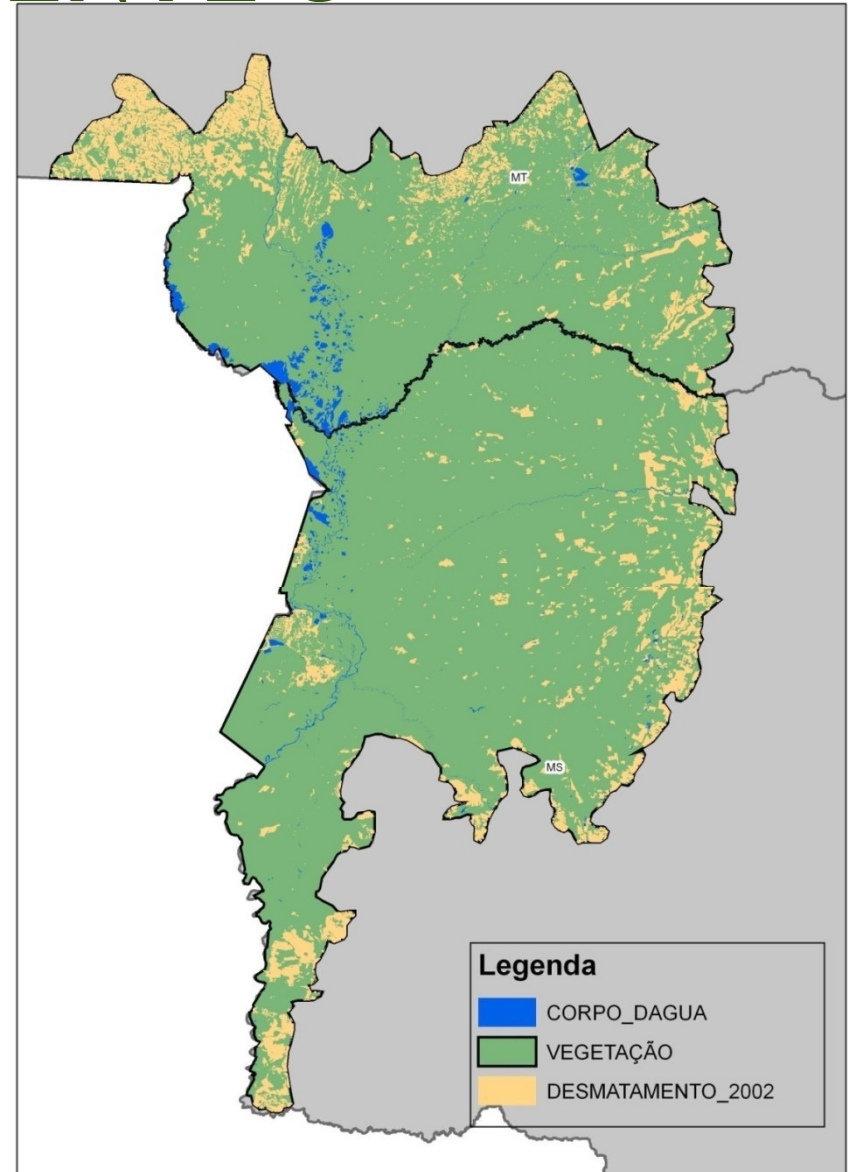 MT
MS
Legenda
CORPO_DAGUA
VEGETAÇÃO
DESMATAMENTO_2002